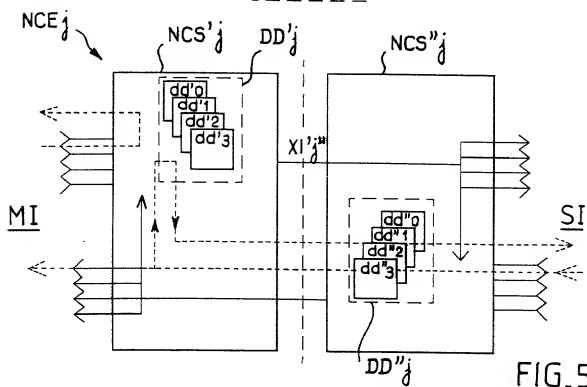 NCEj
NCS'j
DD'j
NCS"j
dd'0
dd'1
dd'2
dd'3
XI'j"
MI
SI
dd"0
dd"1
dd"2
dd"3
DD"j
FIG.5